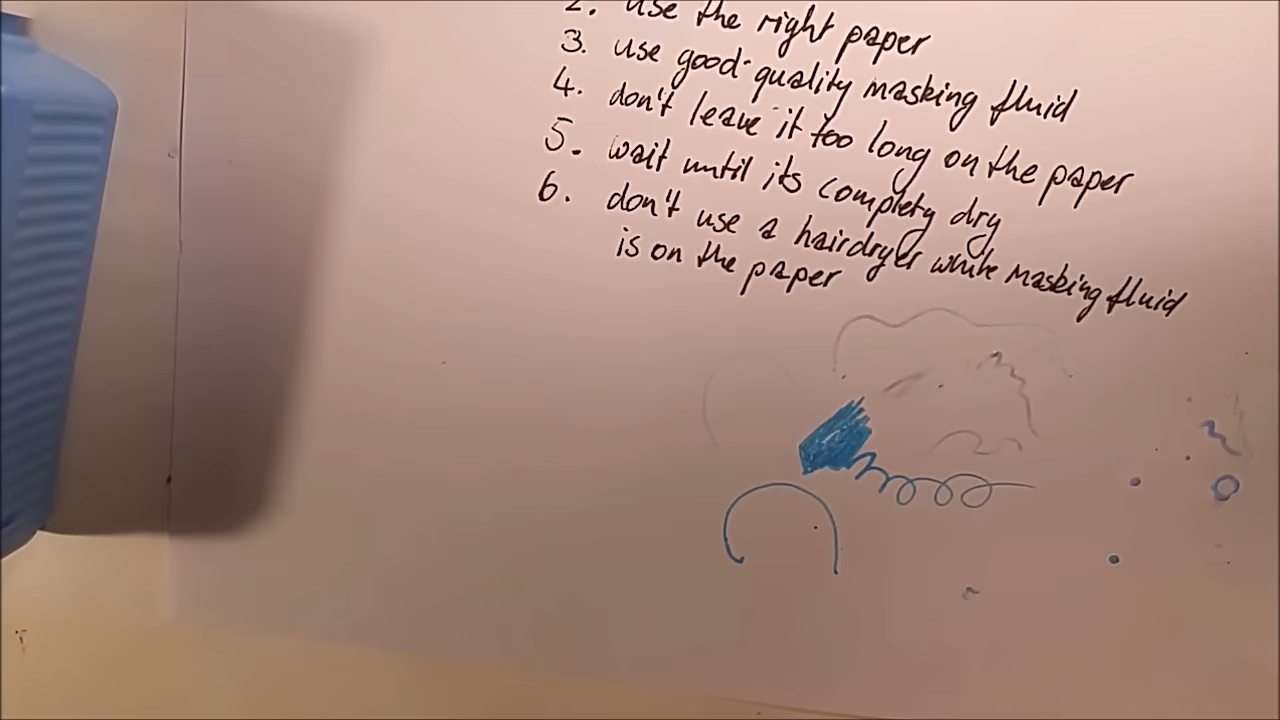 2. use the right paper
3. use good quality masking fluid
4. don't leave it too long on the paper
5. wait until its complety dry
6. don't use a hairdryer while masking fluid
is on the paper